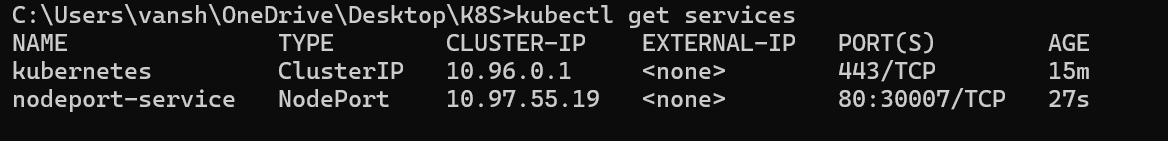 C:\Users\vansh\OneDrive\Desktop\K8S>kubectl get services
NAME TYPE CLUSTER-IP EXTERNAL-IP PORT(S) AGE
kubernetes ClusterIP 10.96.0.1 <none> 443/TCP 15m
nodeport-service NodePort 10.97.55.19 <none> 80:30007/TCP 27s